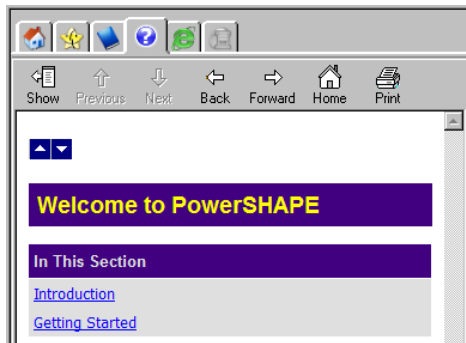 Show Previous Next Back Forward Home Print
Welcome to PowerSHAPE
In This Section
Introduction
Getting Started